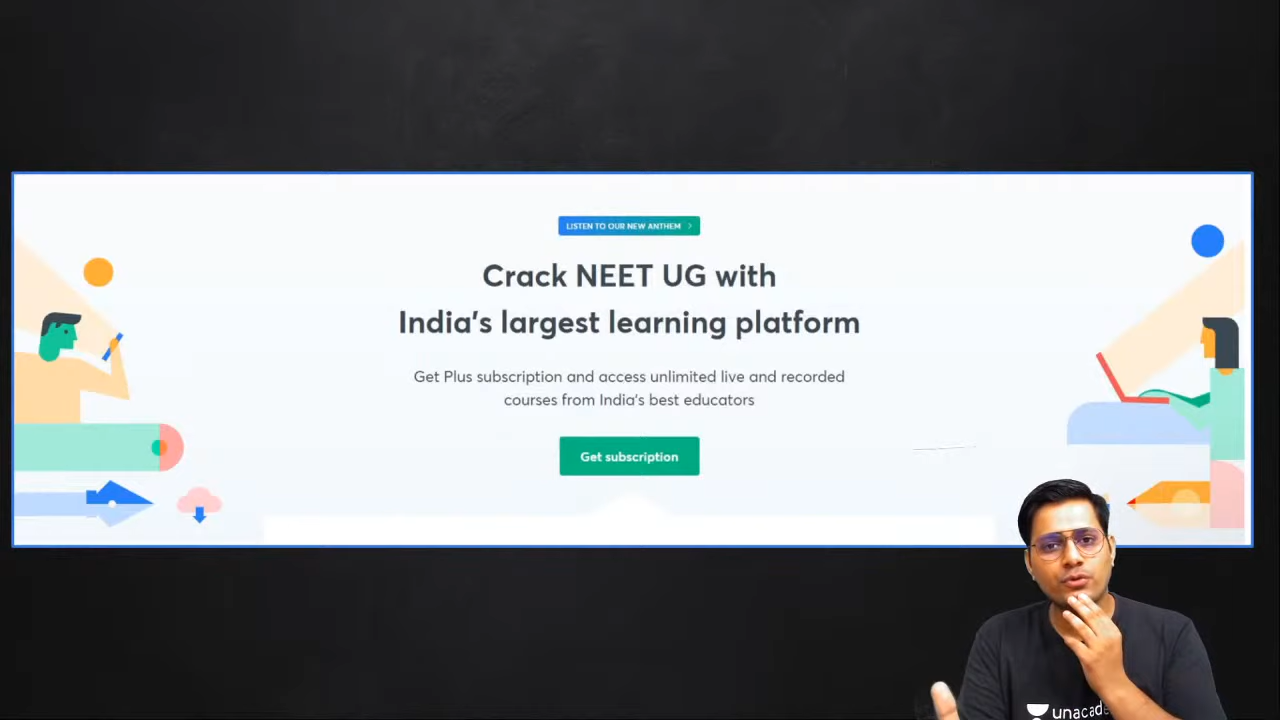 LISTEN TO OUR NEW ANTHEM >
Crack NEET UG with
India's largest learning platform
Get Plus subscription and access unlimited live and recorded
courses from India's best educators
Get subscription
unacade